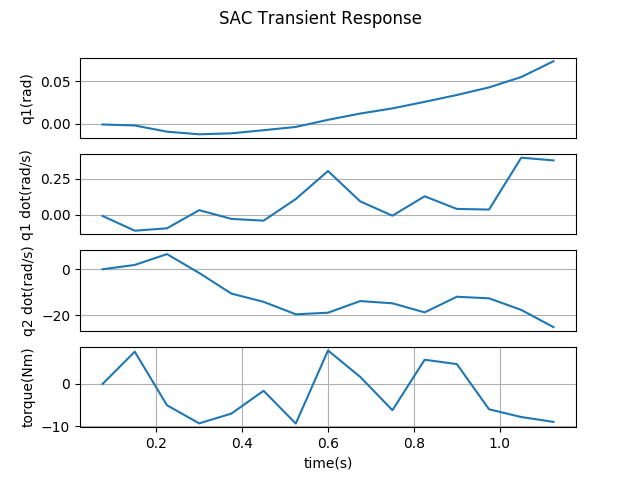 SAC Transient Response
q1(rad)
0.05
0.00
q1 dot(rad/s)
0.25
0.00
q2 dot(rad/s)
0
−20
torque(Nm)
0
−10
0.2 0.4 0.6 0.8 1.0
time(s)